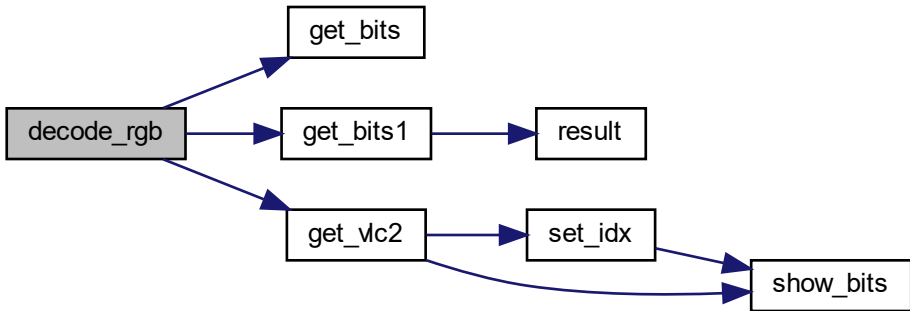 get_bits
decode_rgb
get_bits1
result
get_vlc2
set_idx
show_bits